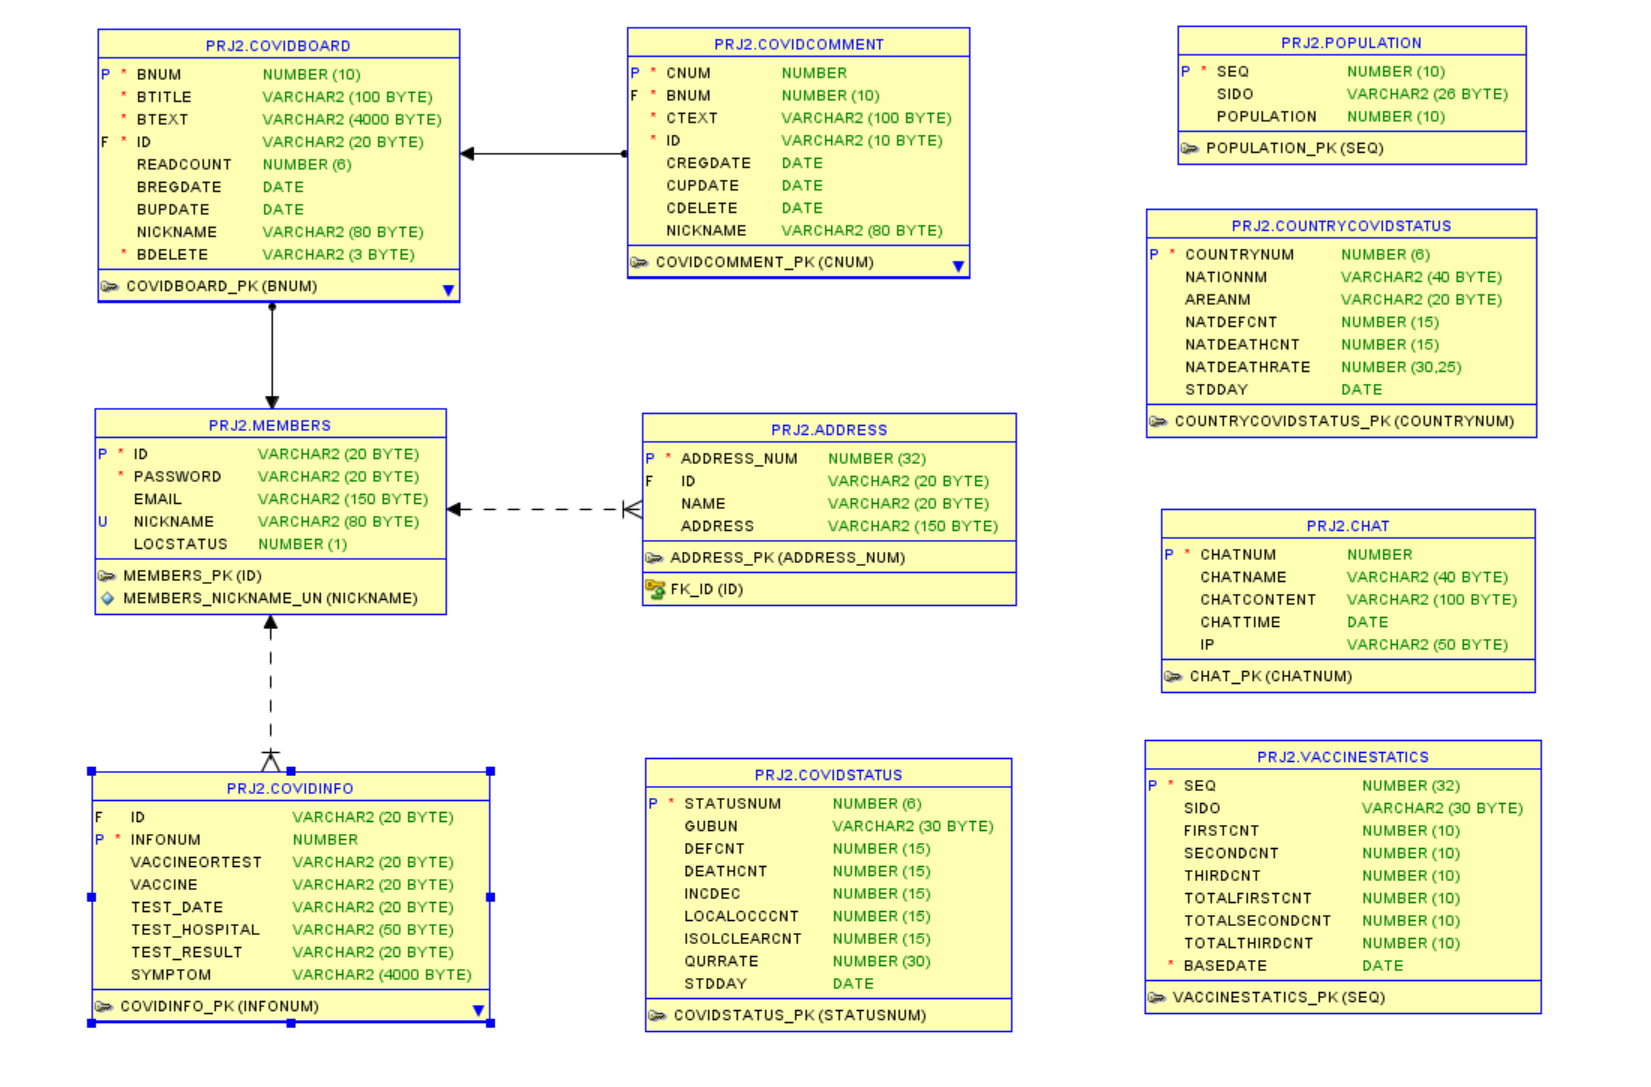 PRJ2.COVIDBOARD
P * BNUM NUMBER (10)
* BTITLE VARCHAR2 (100 BYTE)
* BTEXT VARCHAR2 (4000 BYTE)
F * ID VARCHAR2 (20 BYTE)
READCOUNT NUMBER (6)
BREGDATE DATE
BUPDATE DATE
NICKNAME VARCHAR2 (80 BYTE)
* BDELETE VARCHAR2 (3 BYTE)
COVIDBOARD_PK (BNUM)
PRJ2.COVIDCOMMENT
P * CNUM NUMBER
F * BNUM NUMBER (10)
* CTEXT VARCHAR2 (100 BYTE)
* ID VARCHAR2 (10 BYTE)
CREGDATE DATE
CUPDATE DATE
CDELETE DATE
NICKNAME VARCHAR2 (80 BYTE)
COVIDCOMMENT_PK (CNUM)
PRJ2.POPULATION
P * SEQ NUMBER (10)
SIDO VARCHAR2 (26 BYTE)
POPULATION NUMBER (10)
POPULATION_PK (SEQ)
PRJ2.COUNTRYCOVIDSTATUS
P * COUNTRYNUM NUMBER (6)
NATIONNM VARCHAR2 (40 BYTE)
AREANM VARCHAR2 (20 BYTE)
NATDEFCNT NUMBER (15)
NATDEATHCNT NUMBER (15)
NATDEATHRATE NUMBER (30,25)
STDDAY DATE
COUNTRYCOVIDSTATUS_PK (COUNTRYNUM)
PRJ2.MEMBERS
P * ID VARCHAR2 (20 BYTE)
* PASSWORD VARCHAR2 (20 BYTE)
EMAIL VARCHAR2 (150 BYTE)
U NICKNAME VARCHAR2 (80 BYTE)
LOCSTATUS NUMBER (1)
MEMBERS_PK (ID)
MEMBERS_NICKNAME_UN (NICKNAME)
PRJ2.ADDRESS
P * ADDRESS_NUM NUMBER (32)
F ID VARCHAR2 (20 BYTE)
NAME VARCHAR2 (20 BYTE)
ADDRESS VARCHAR2 (150 BYTE)
ADDRESS_PK (ADDRESS_NUM)
FK_ID (ID)
PRJ2.CHAT
P * CHATNUM NUMBER
CHATNAME VARCHAR2 (40 BYTE)
CHATCONTENT VARCHAR2 (100 BYTE)
CHATTIME DATE
IP VARCHAR2 (50 BYTE)
CHAT_PK (CHATNUM)
PRJ2.COVIDINFO
F ID VARCHAR2 (20 BYTE)
P * INFONUM NUMBER
VACCINEORTEST VARCHAR2 (20 BYTE)
VACCINE VARCHAR2 (20 BYTE)
TEST_DATE VARCHAR2 (20 BYTE)
TEST_HOSPITAL VARCHAR2 (50 BYTE)
TEST_RESULT VARCHAR2 (20 BYTE)
SYMPTOM VARCHAR2 (4000 BYTE)
COVIDINFO_PK (INFONUM)
PRJ2.COVIDSTATUS
P * STATUSNUM NUMBER (6)
GUBUN VARCHAR2 (30 BYTE)
DEFCNT NUMBER (15)
DEATHCNT NUMBER (15)
INCDEC NUMBER (15)
LOCALOCCCNT NUMBER (15)
ISOLCLEARCNT NUMBER (15)
QURRATE NUMBER (30)
STDDAY DATE
COVIDSTATUS_PK (STATUSNUM)
PRJ2.VACCINESTATICS
P * SEQ NUMBER (32)
SIDO VARCHAR2 (30 BYTE)
FIRSTCNT NUMBER (10)
SECONDCNT NUMBER (10)
THIRDCNT NUMBER (10)
TOTALFIRSTCNT NUMBER (10)
TOTALSECONDCNT NUMBER (10)
TOTALTHIRDCNT NUMBER (10)
* BASEDATE DATE
VACCINESTATICS_PK (SEQ)